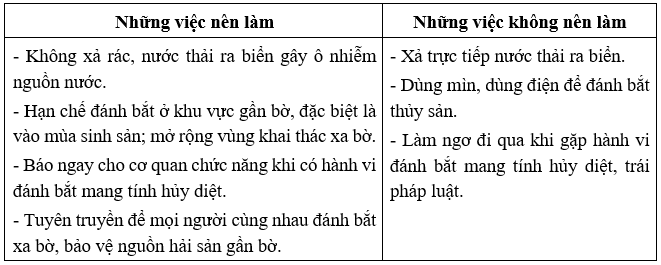 Những việc nên làm
- Không xả rác, nước thải ra biển gây ô nhiễm
nguồn nước.
- Hạn chế đánh bắt ở khu vực gần bờ, đặc biệt là
vào mùa sinh sản; mở rộng vùng khai thác xa bờ.
- Báo ngay cho cơ quan chức năng khi có hành vi
đánh bắt mang tính hủy diệt.
- Tuyên truyền để mọi người cùng nhau đánh bắt
xa bờ, bảo vệ nguồn hải sản gần bờ.
Những việc không nên làm
- Xả trực tiếp nước thải ra biển.
- Dùng mìn, dùng điện để đánh bắt
thủy sản.
- Làm ngơ đi qua khi gặp hành vi
đánh bắt mang tính hủy diệt, trái
pháp luật.